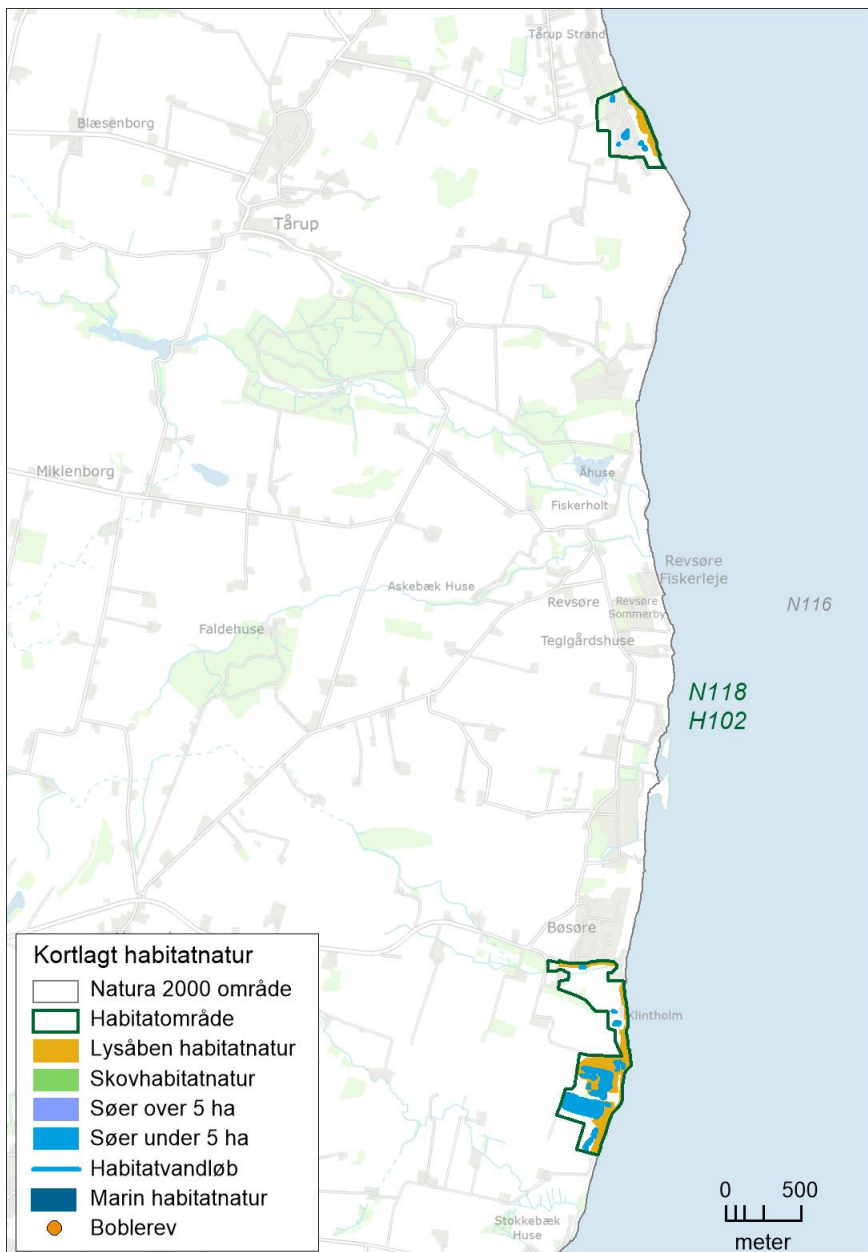 Tårup Strand
Blæsenborg
Tårup
Miklenborg
Åhuse
Fiskerholt
Revsøre
Fiskerleje
Askebæk Huse
Revsøre
Revsøre
Sommerby
N116
Faldehuse
Teglgårdshuse
N118
H102
Bøsøre
Klintholm
Stokkebæk
Huse
Kortlagt habitatnatur
Natura 2000 område
Habitatområde
Lysåben habitatnatur
Skovhabitatnatur
Søer over 5 ha
Søer under 5 ha
Habitatvandløb
Marin habitatnatur
Boblerev
0 500
meter